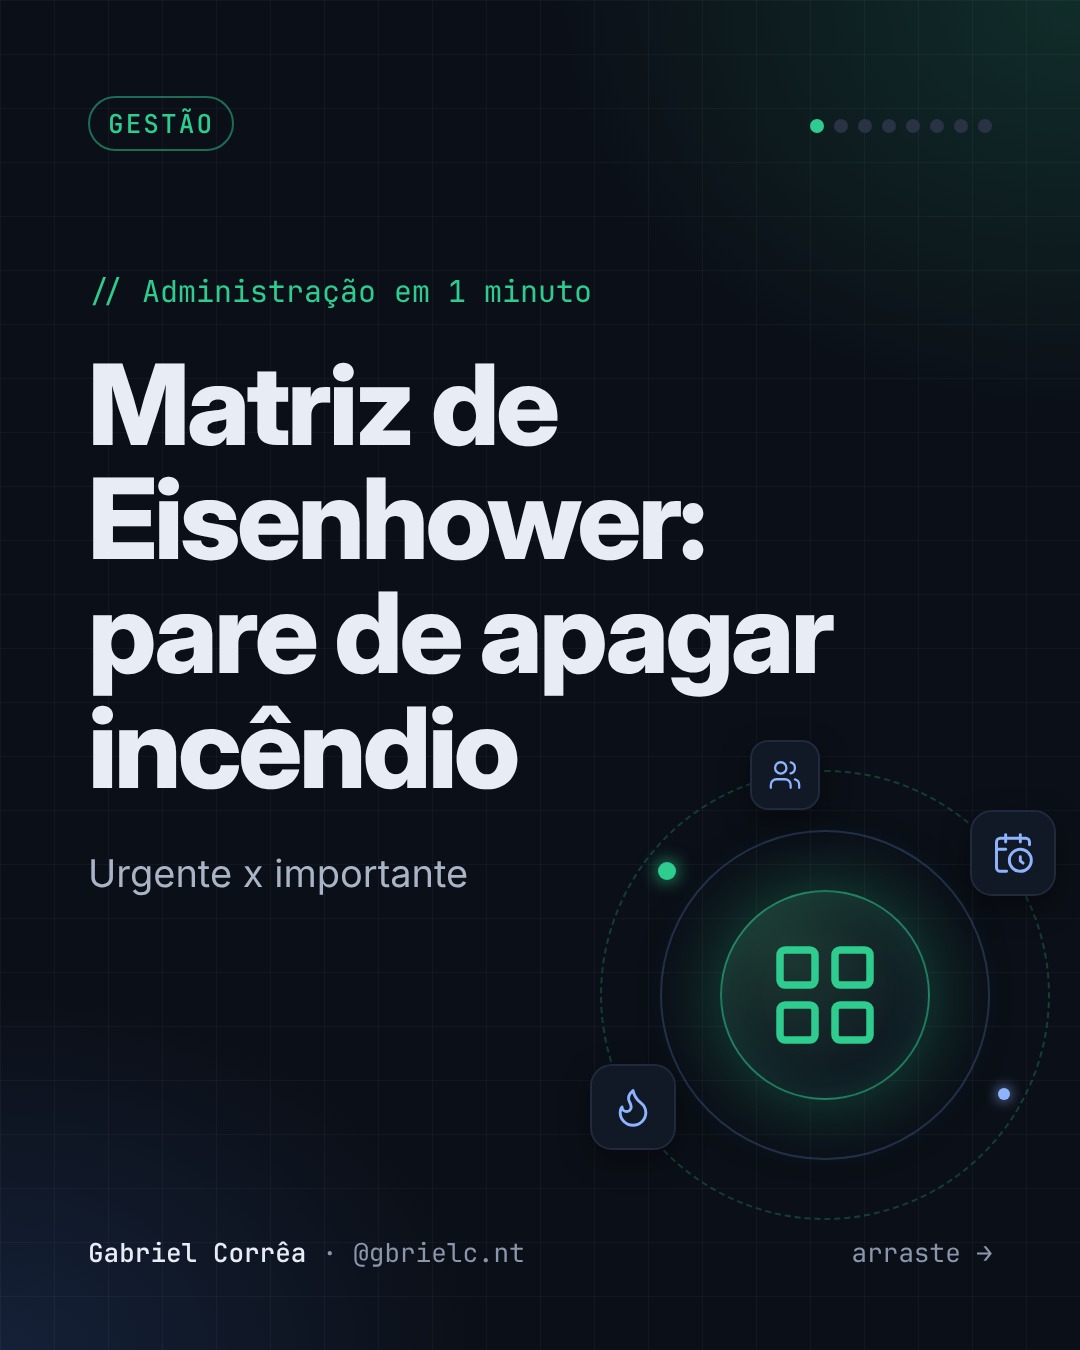 GESTÃO
// Administração em 1 minuto
Matriz de
Eisenhower:
pare de apagar
incêndio
Urgente x importante
Gabriel Corrêa · @gbrielc.nt
arraste →